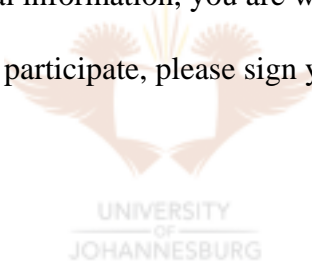 al information, you are w
participate, please sign y
UNIVERSITY
OF
JOHANNESBURG